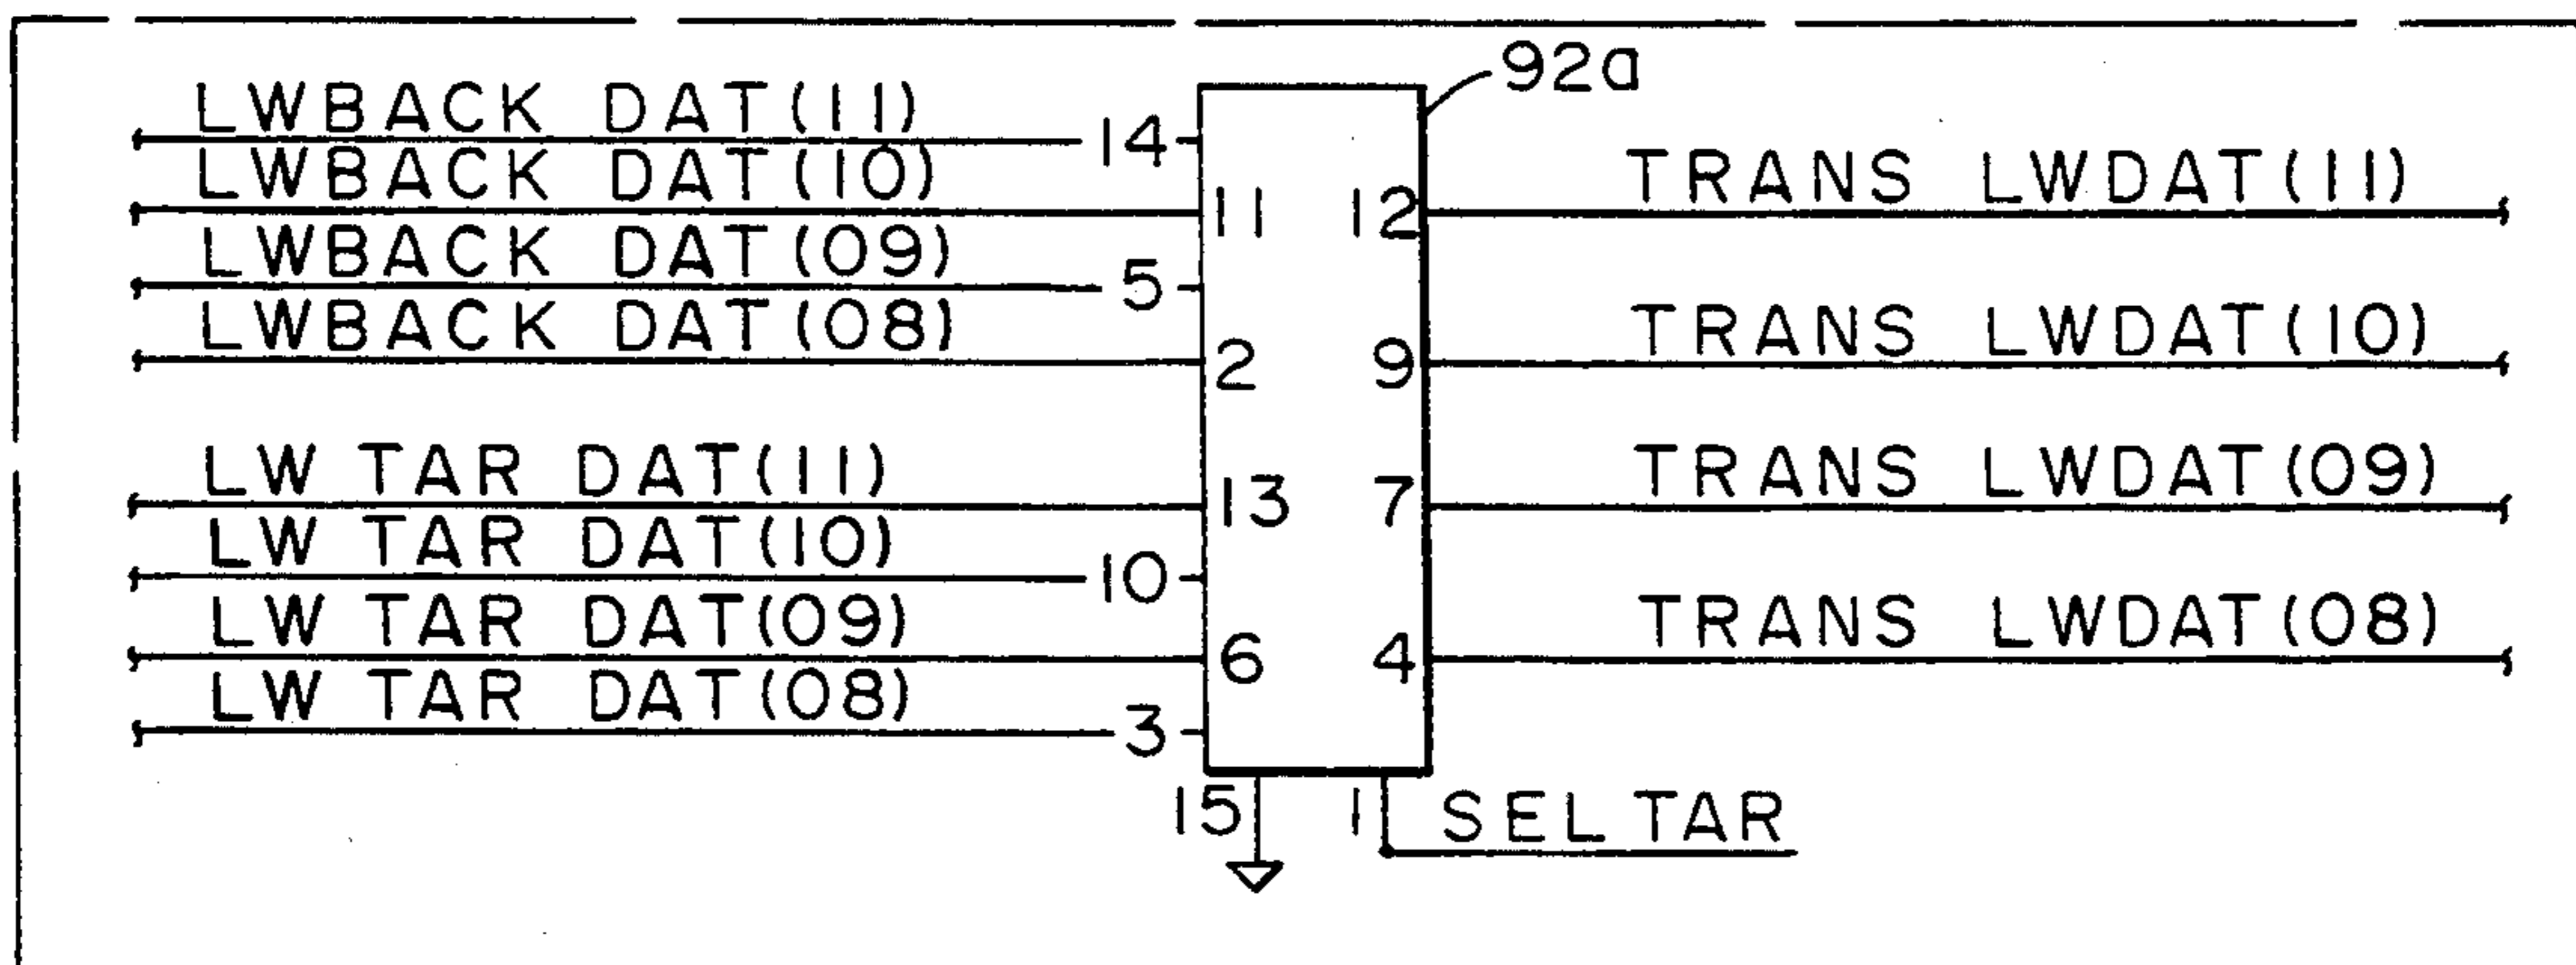 92a
LWBACK DAT(11)
14
LWBACK DAT(10)
11
12
TRANS LWDAT(11)
LWBACK DAT(09)
5
LWBACK DAT(08)
2
9
TRANS LWDAT(10)
LW TAR DAT(11)
13
7
TRANS LWDAT(09)
LW TAR DAT(10)
10
LW TAR DAT(09)
6
4
TRANS LWDAT(08)
LW TAR DAT(08)
3
15
1
SEL TAR